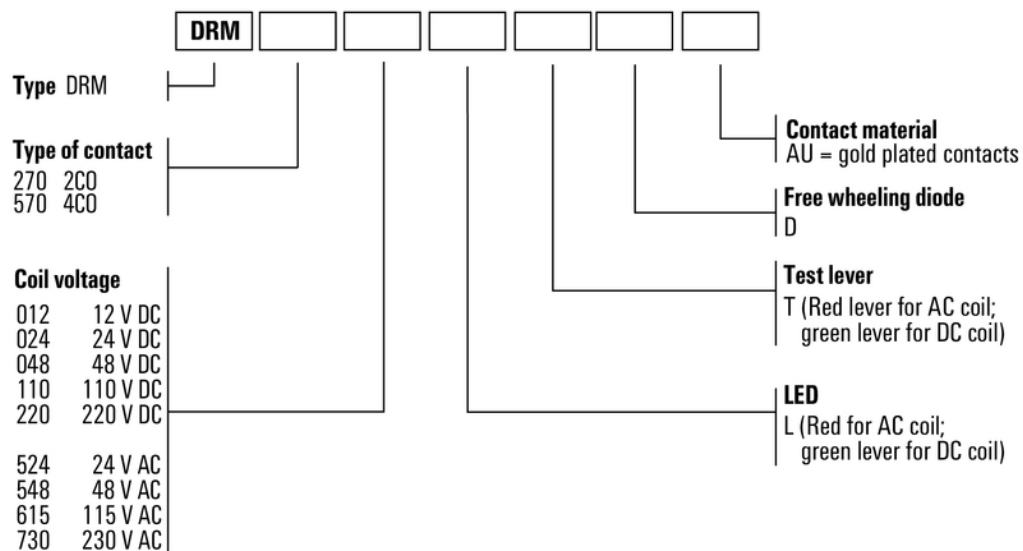 DRM
Type DRM
Type of contact
270 2CO
570 4CO
Coil voltage
012 12 V DC
024 24 V DC
048 48 V DC
110 110 V DC
220 220 V DC
524 24 V AC
548 48 V AC
615 115 V AC
730 230 V AC
Contact material
AU = gold plated contacts
Free wheeling diode
D
Test lever
T (Red lever for AC coil;
green lever for DC coil)
LED
L (Red for AC coil;
green lever for DC coil)